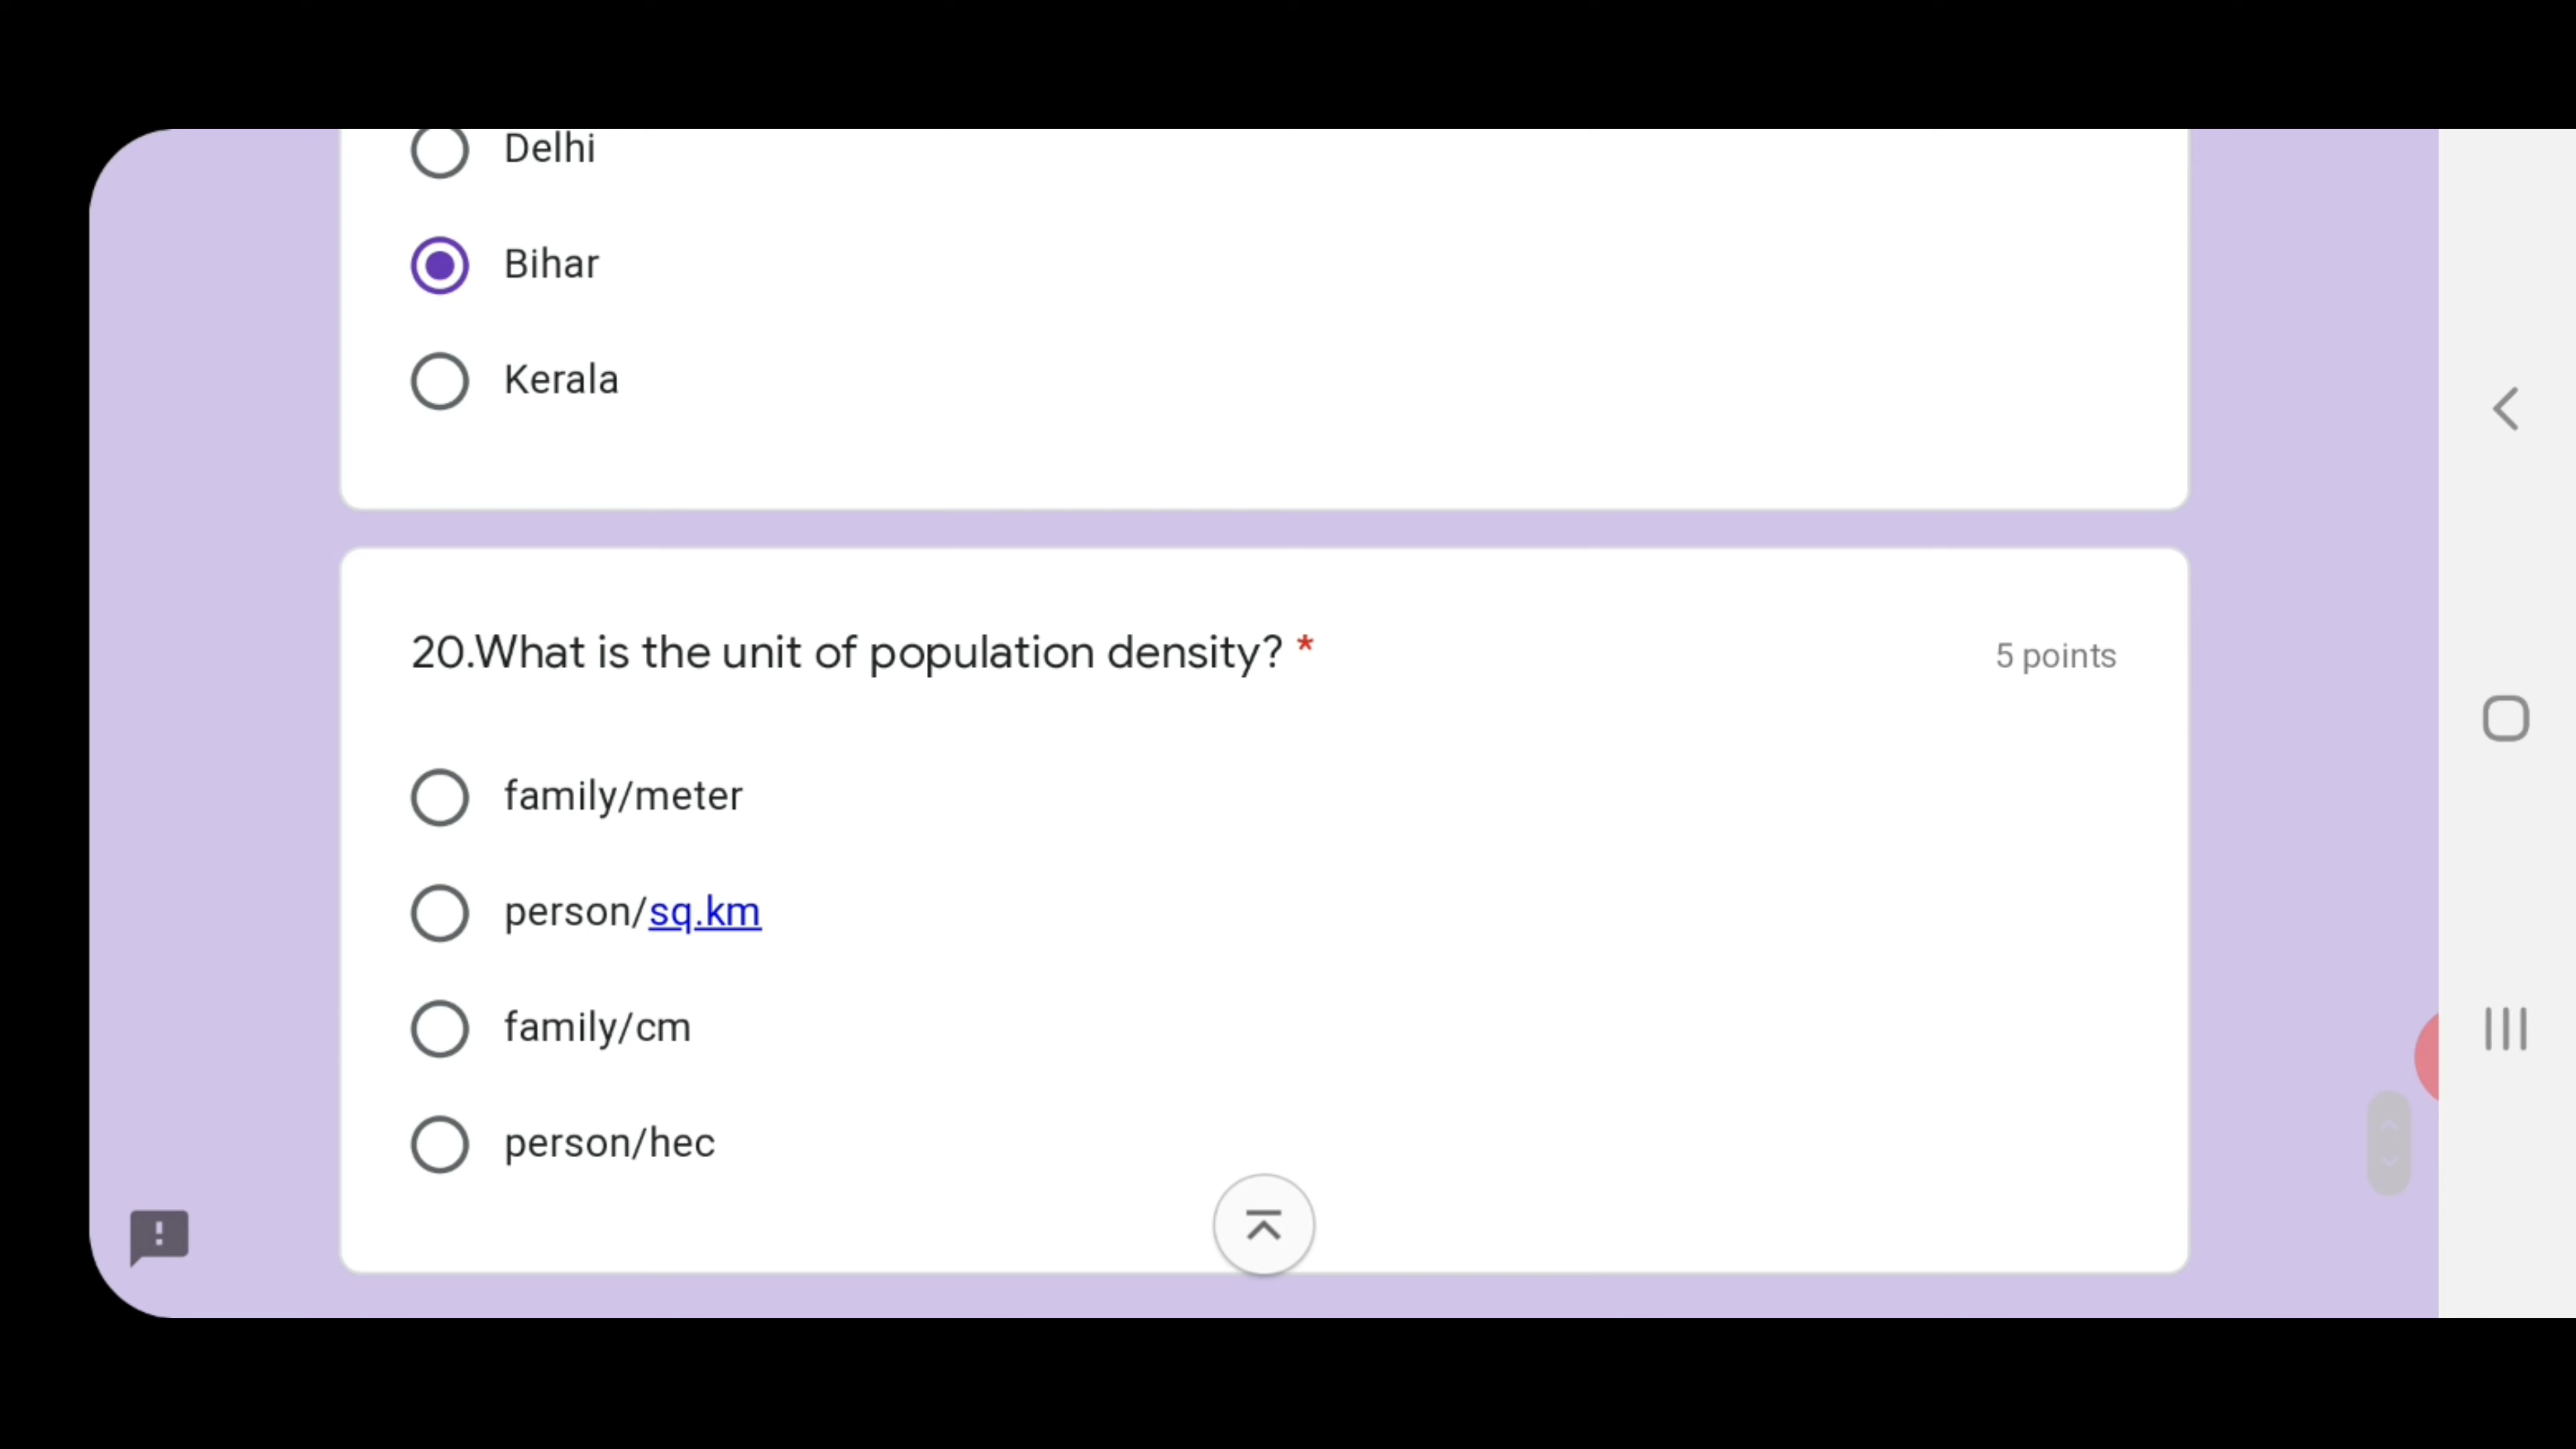 Delhi
Bihar
Kerala
20.What is the unit of population density? *
5 points
family/meter
person/sq.km
family/cm
person/hec